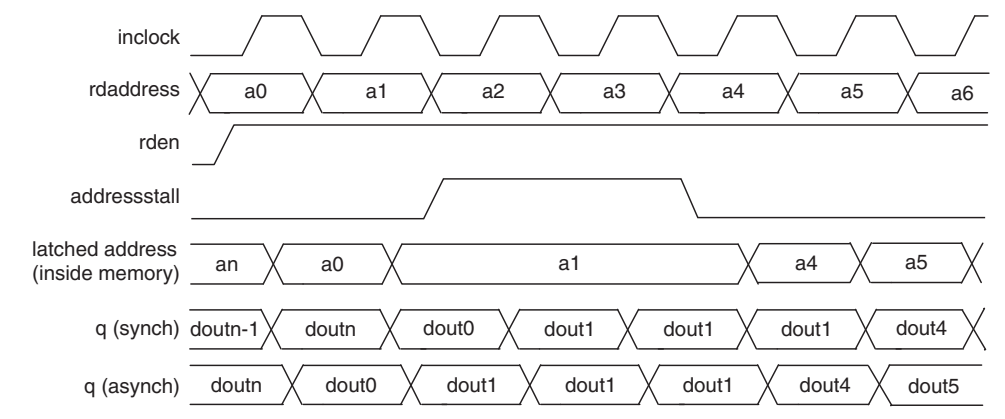 inclock
rdaddress a0 a1 a2 a3 a4 a5 a6
rden
addressstall
latched address
(inside memory) an a0 a1 a4 a5
q (synch) doutn-1 doutn dout0 dout1 dout1 dout1 dout4
q (asynch) doutn dout0 dout1 dout1 dout1 dout4 dout5